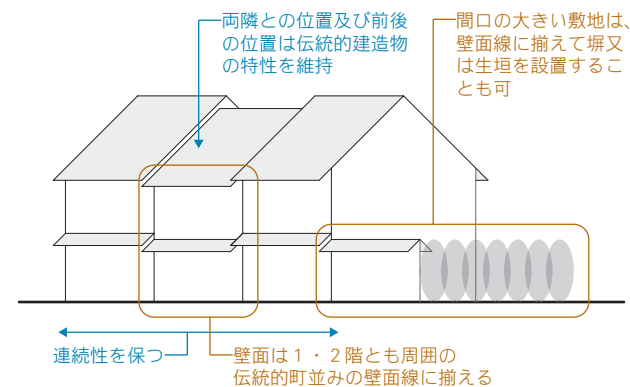 両隣との位置及び前後
の位置は伝統的建造物
の特性を維持
間口の大きい敷地は、
壁面線に揃えて塀又
は生垣を設置するこ
とも可
連続性を保つ
壁面は１・２階とも周囲の
伝統的町並みの壁面線に揃える